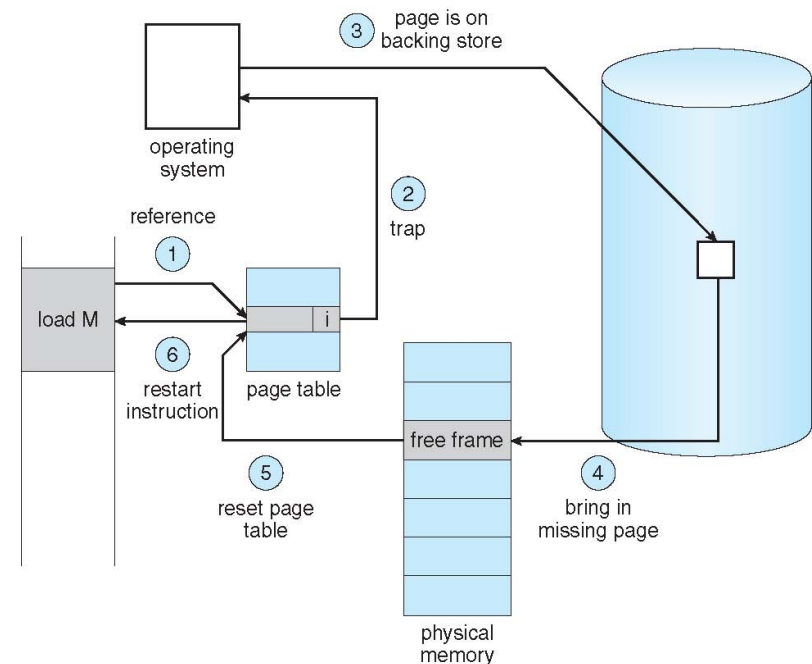 3
page is on
backing store
operating
system
2
trap
reference
1
load M
i
6
restart
instruction
page table
free frame
5
reset page
table
4
bring in
missing page
physical
memory